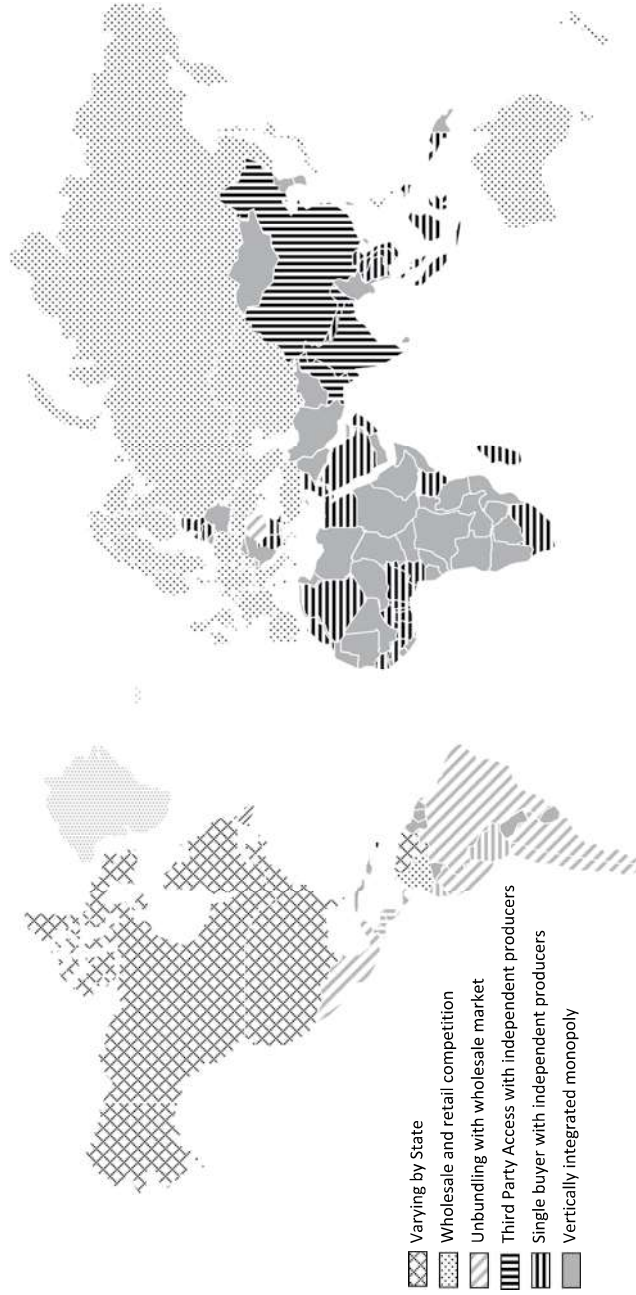 Varying by State
Wholesale and retail competition
Unbundling with wholesale market
Third Party Access with independent producers
Single buyer with independent producers
Vertically integrated monopoly